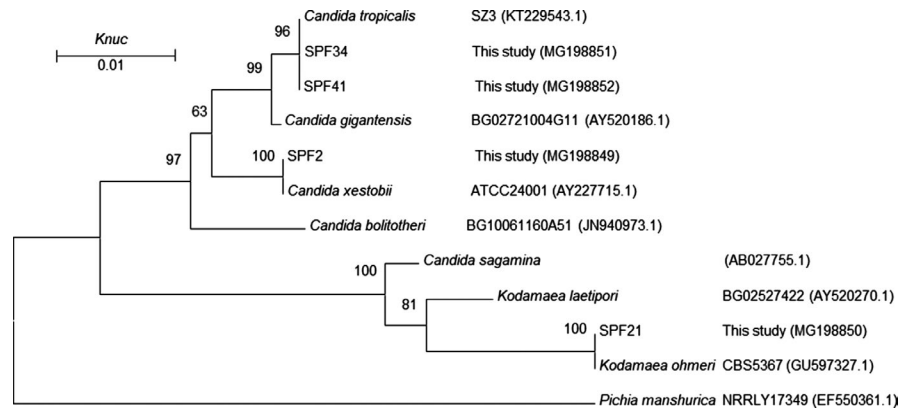 Candida tropicalis SZ3 (KT229543.1)
96
Knuc
SPF34 This study (MG198851)
99
0.01
SPF41 This study (MG198852)
63
Candida gigantensis BG02721004G11 (AY520186.1)
97
100 SPF2 This study (MG198849)
Candida xestobii ATCC24001 (AY227715.1)
Candida bolitotheri BG10061160A51 (JN940973.1)
Candida sagamina (AB027755.1)
100
Kodamaea laetipori BG02527422 (AY520270.1)
81
100 SPF21 This study (MG198850)
Kodamaea ohmeri CBS5367 (GU597327.1)
Pichia manshurica NRRLY17349 (EF550361.1)